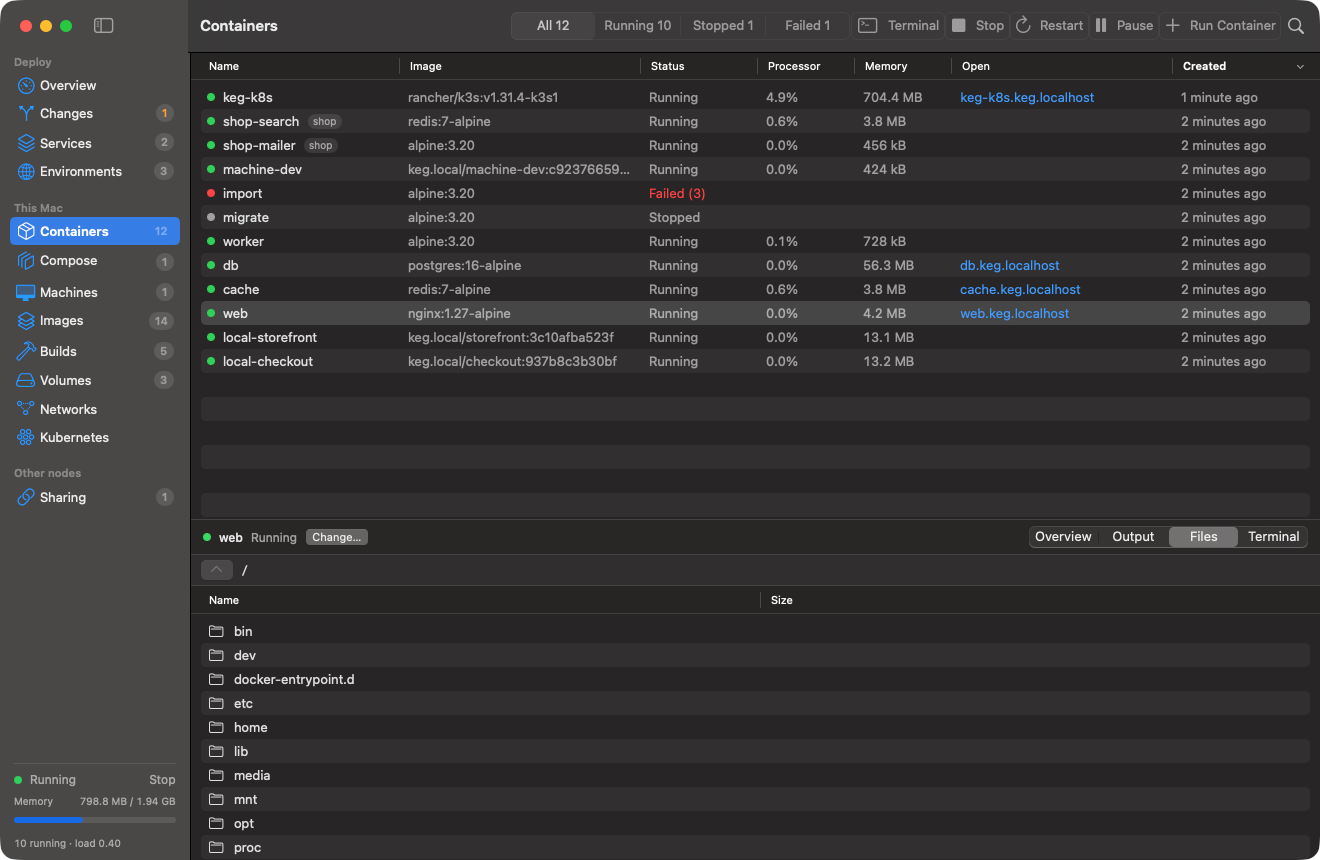 Containers
All 12 Running 10 Stopped 1 Failed 1 Terminal Stop Restart Pause Run Container
Deploy
Overview
Changes 1
Services 2
Environments 3
This Mac
Containers 12
Compose 1
Machines 1
Images 14
Builds 5
Volumes 3
Networks
Kubernetes
Other nodes
Sharing 1
Running Stop
Memory 798.8 MB / 1.94 GB
10 running · load 0.40
Name Image Status Processor Memory Open Created
keg-k8s rancher/k3s:v1.31.4-k3s1 Running 4.9% 704.4 MB keg-k8s.keg.localhost 1 minute ago
shop-search shop redis:7-alpine Running 0.6% 3.8 MB 2 minutes ago
shop-mailer shop alpine:3.20 Running 0.0% 456 kB 2 minutes ago
machine-dev keg.local/machine-dev:c92376659... Running 0.0% 424 kB 2 minutes ago
import alpine:3.20 Failed (3) 2 minutes ago
migrate alpine:3.20 Stopped 2 minutes ago
worker alpine:3.20 Running 0.1% 728 kB 2 minutes ago
db postgres:16-alpine Running 0.0% 56.3 MB db.keg.localhost 2 minutes ago
cache redis:7-alpine Running 0.6% 3.8 MB cache.keg.localhost 2 minutes ago
web nginx:1.27-alpine Running 0.0% 4.2 MB web.keg.localhost 2 minutes ago
local-storefront keg.local/storefront:3c10afba523f Running 0.0% 13.1 MB 2 minutes ago
local-checkout keg.local/checkout:937b8c3b30bf Running 0.0% 13.2 MB 2 minutes ago
web Running Change... Overview Output Files Terminal
/
Name Size
bin
dev
docker-entrypoint.d
etc
home
lib
media
mnt
opt
proc